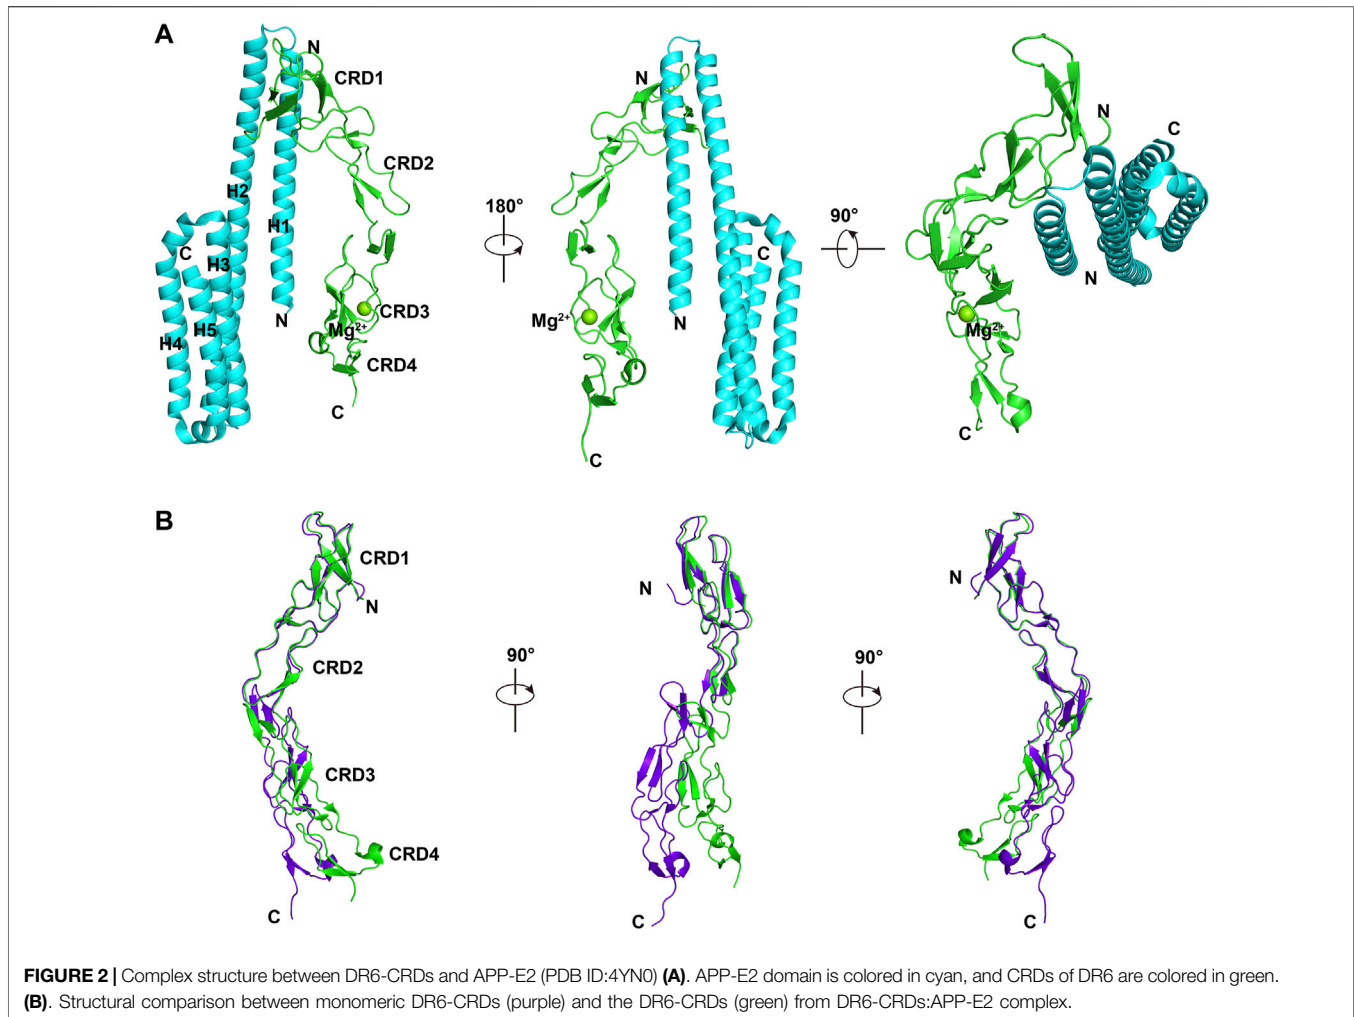 A
N
CRD1
CRD2
H2
H1
C
H3
N
CRD3
Mg²⁺
H5
H4
CRD4
C
180°
N
C
Mg²⁺
N
C
90°
N
C
N
Mg²⁺
C
B
CRD1
N
CRD2
CRD3
CRD4
C
90°
N
C
90°
N
C
FIGURE 2 | Complex structure between DR6-CRDs and APP-E2 (PDB ID:4YN0) (A). APP-E2 domain is colored in cyan, and CRDs of DR6 are colored in green.
(B). Structural comparison between monomeric DR6-CRDs (purple) and the DR6-CRDs (green) from DR6-CRDs:APP-E2 complex.